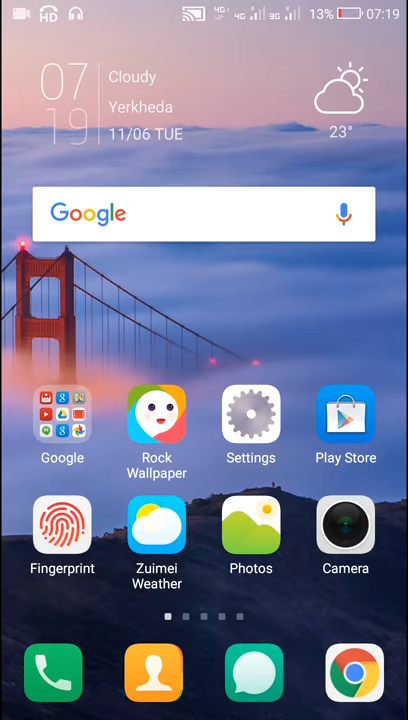 HD 4G+ 4G 3G 13% 07:19
07
19
Cloudy
Yerkheda
11/06 TUE
23°
Google
Google
Rock
Wallpaper
Settings
Play Store
Fingerprint
Zuimei
Weather
Photos
Camera